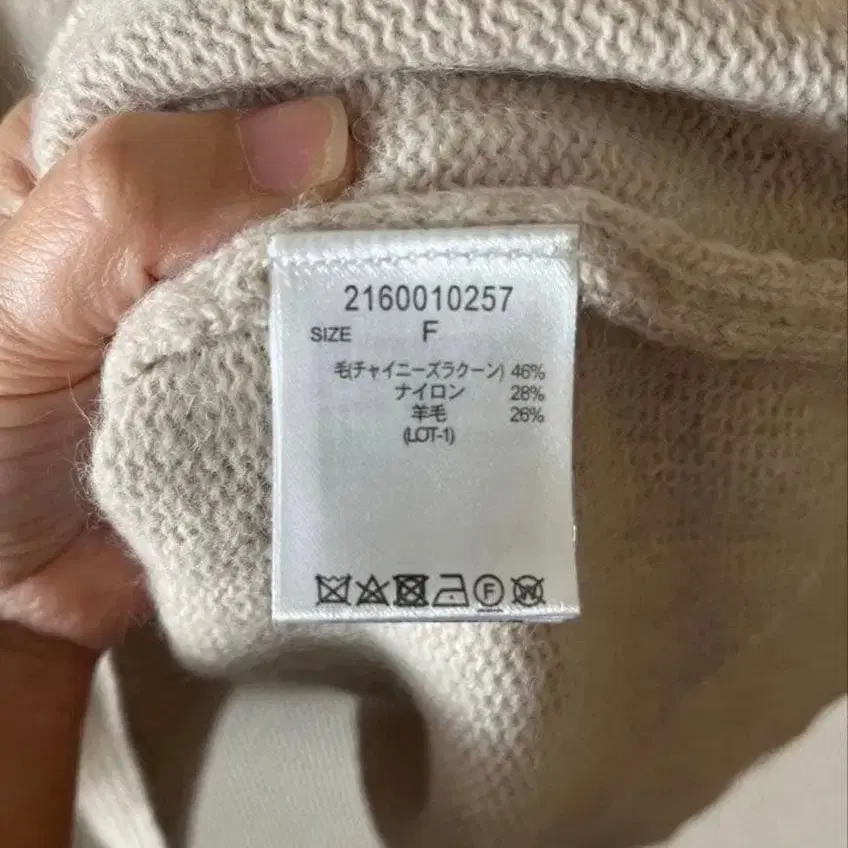 2160010257
SIZE F
毛(チャイニーズラクーン) 46%
ナイロン 28%
羊毛 26%
(LOT-1)
F W